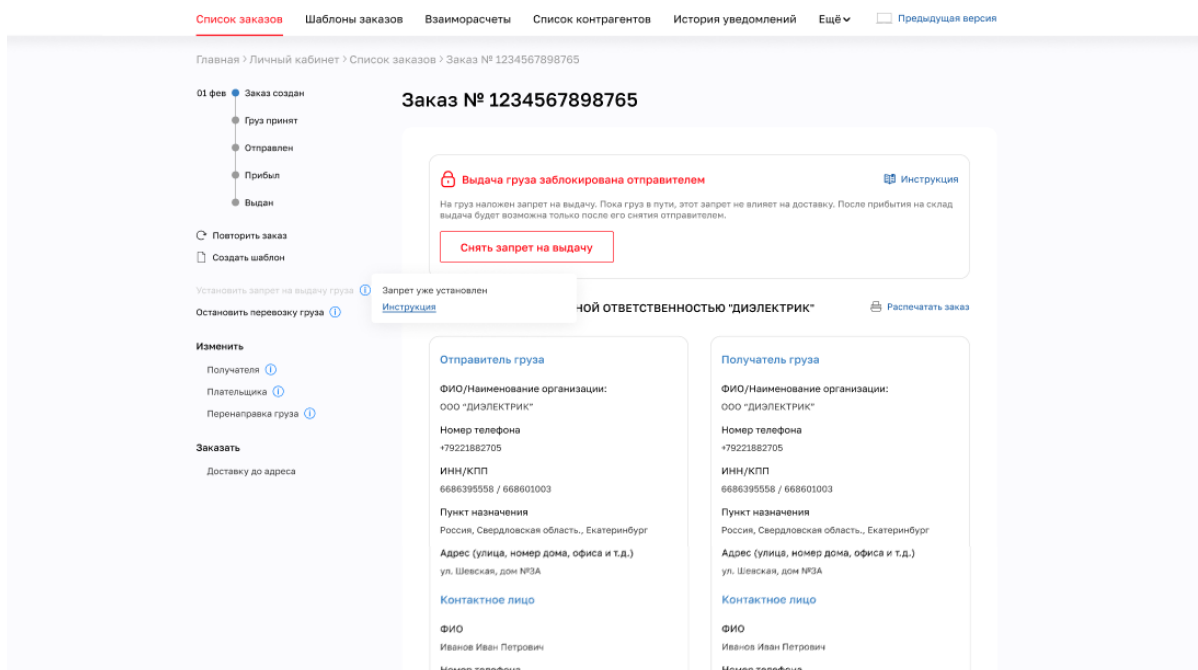 Список заказов Шаблоны заказов Взаиморасчеты Список контрагентов История уведомлений Ещё Предыдущая версия
Главная > Личный кабинет > Список заказов > Заказ № 1234567898765
01 фев Заказ создан
Груз принят
Отправлен
Прибыл
Выдан
Повторить заказ
Создать шаблон
Установить запрет на выдачу груза
Остановить перевозку груза
Изменить
Получателя
Плательщика
Перенаправка груза
Заказать
Доставку до адреса
Запрет уже установлен
Инструкция
Заказ № 1234567898765
Выдача груза заблокирована отправителем
Инструкция
На груз наложен запрет на выдачу. Пока груз в пути, этот запрет не влияет на доставку. После прибытия на склад
выдача будет возможна только после его снятия отправителем.
Снять запрет на выдачу
НОЙ ОТВЕТСТВЕННОСТЬЮ "ДИЭЛЕКТРИК"
Распечатать заказ
Отправитель груза
ФИО/Наименование организации:
ООО "ДИЭЛЕКТРИК"
Номер телефона
+79221882705
ИНН/КПП
6686395558 / 668601003
Пункт назначения
Россия, Свердловская область., Екатеринбург
Адрес (улица, номер дома, офиса и т.д.)
ул. Шевская, дом №3А
Контактное лицо
ФИО
Иванов Иван Петрович
Номер телефона
Получатель груза
ФИО/Наименование организации:
ООО "ДИЭЛЕКТРИК"
Номер телефона
+79221882705
ИНН/КПП
6686395558 / 668601003
Пункт назначения
Россия, Свердловская область., Екатеринбург
Адрес (улица, номер дома, офиса и т.д.)
ул. Шевская, дом №3А
Контактное лицо
ФИО
Иванов Иван Петрович
Номер телефона